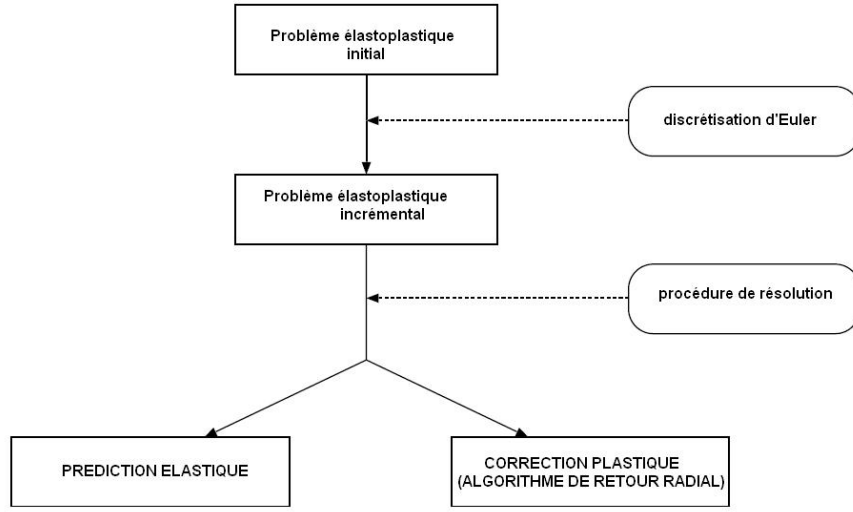 Problème élastoplastique
initial
discrétisation d'Euler
Problème élastoplastique
incrémental
procédure de résolution
PREDICTION ELASTIQUE
CORRECTION PLASTIQUE
(ALGORITHME DE RETOUR RADIAL)